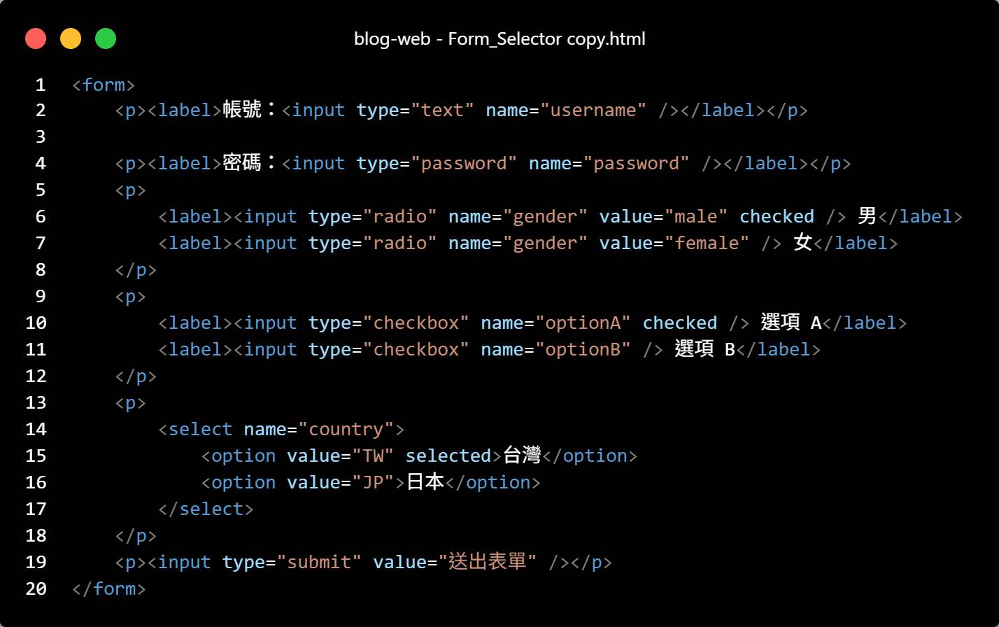 blog-web - Form_Selector copy.html
1 <form>
2     <p><label>帳號：<input type="text" name="username" /></label></p>
3
4     <p><label>密碼：<input type="password" name="password" /></label></p>
5     <p>
6         <label><input type="radio" name="gender" value="male" checked /> 男</label>
7         <label><input type="radio" name="gender" value="female" /> 女</label>
8     </p>
9     <p>
10         <label><input type="checkbox" name="optionA" checked /> 選項 A</label>
11         <label><input type="checkbox" name="optionB" /> 選項 B</label>
12     </p>
13     <p>
14         <select name="country">
15             <option value="TW" selected>台灣</option>
16             <option value="JP">日本</option>
17         </select>
18     </p>
19     <p><input type="submit" value="送出表單" /></p>
20 </form>